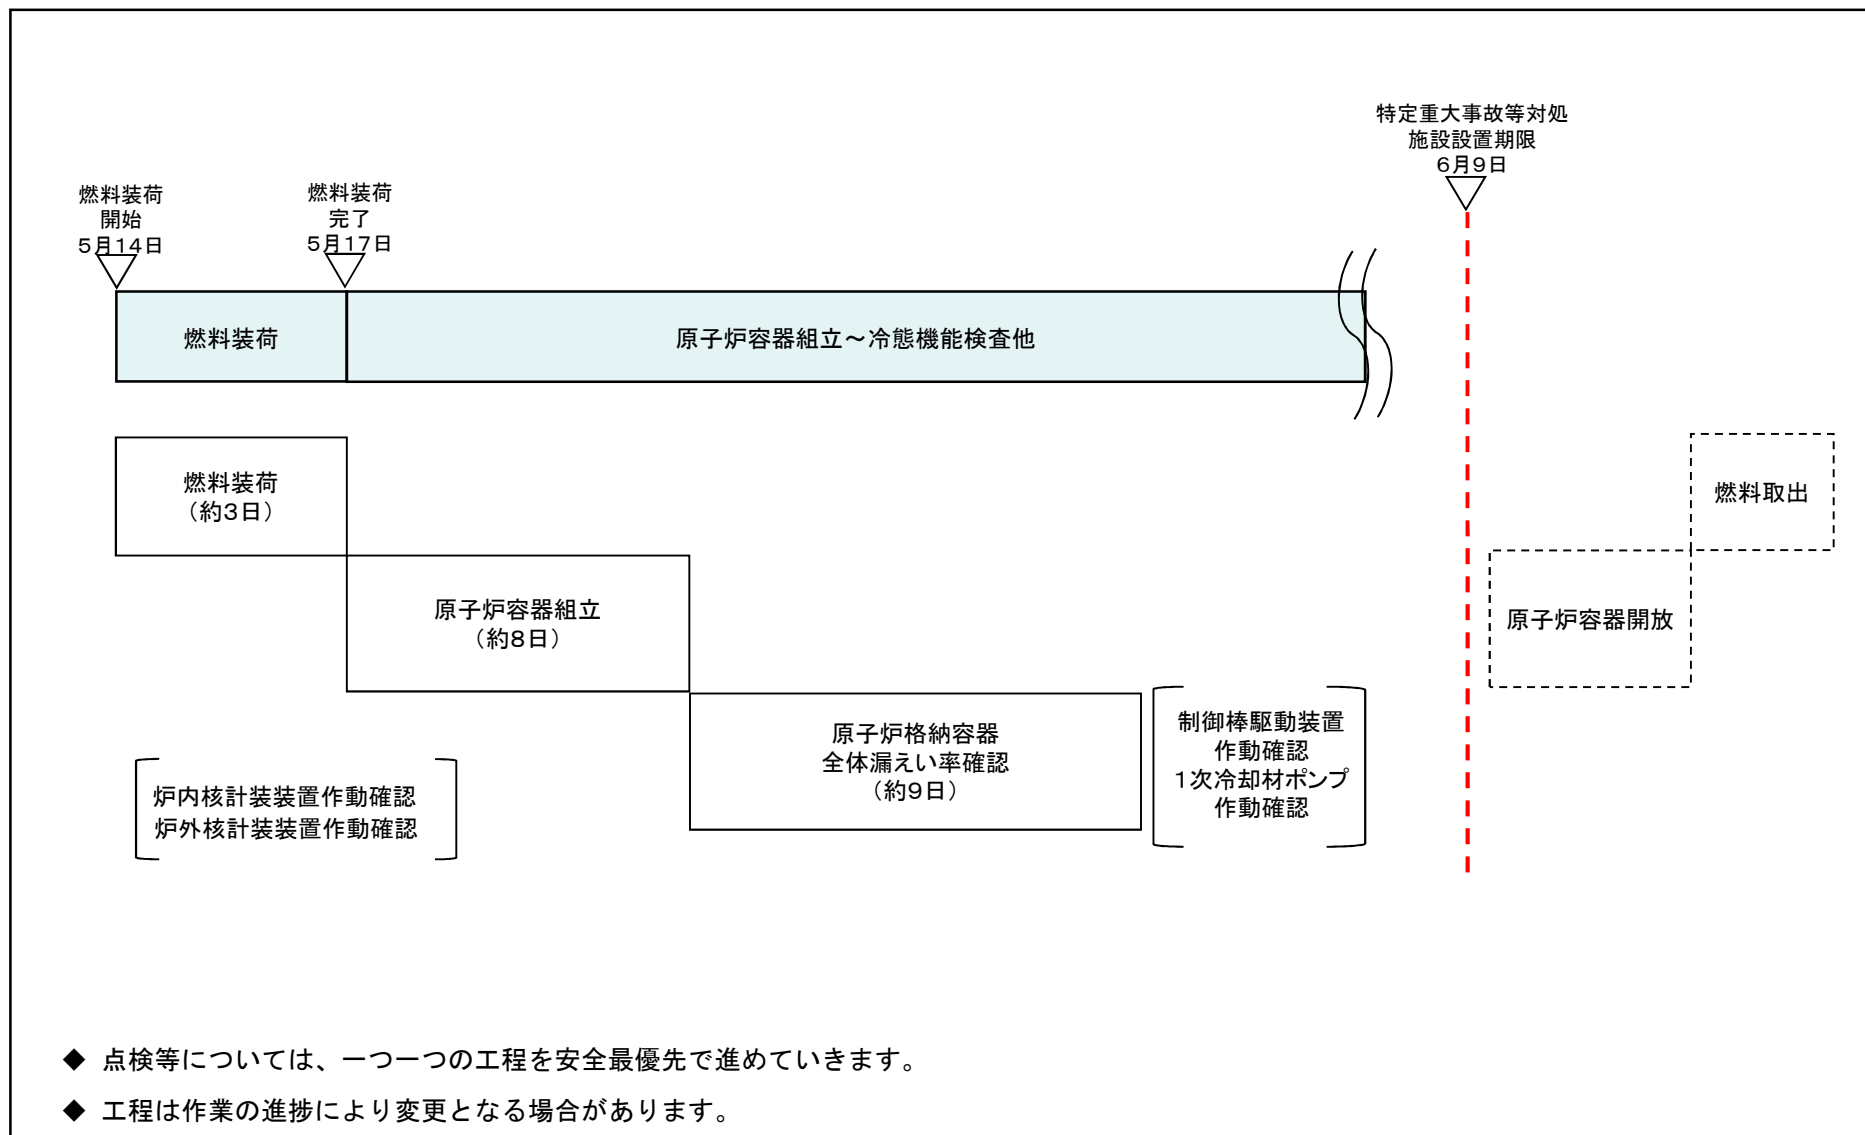 特定重大事故等対処
施設設置期限
6月9日
燃料装荷
開始
5月14日
燃料装荷
完了
5月17日
燃料装荷
原子炉容器組立~冷態機能検査他
燃料装荷
(約3日)
燃料取出
原子炉容器組立
(約8日)
原子炉容器開放
原子炉格納容器
全体漏えい率確認
(約9日)
制御棒駆動装置
作動確認
1次冷却材ポンプ
作動確認
炉内核計装装置作動確認
炉外核計装装置作動確認
◆ 点検等については、一つ一つの工程を安全最優先で進めていきます。
◆ 工程は作業の進捗により変更となる場合があります。